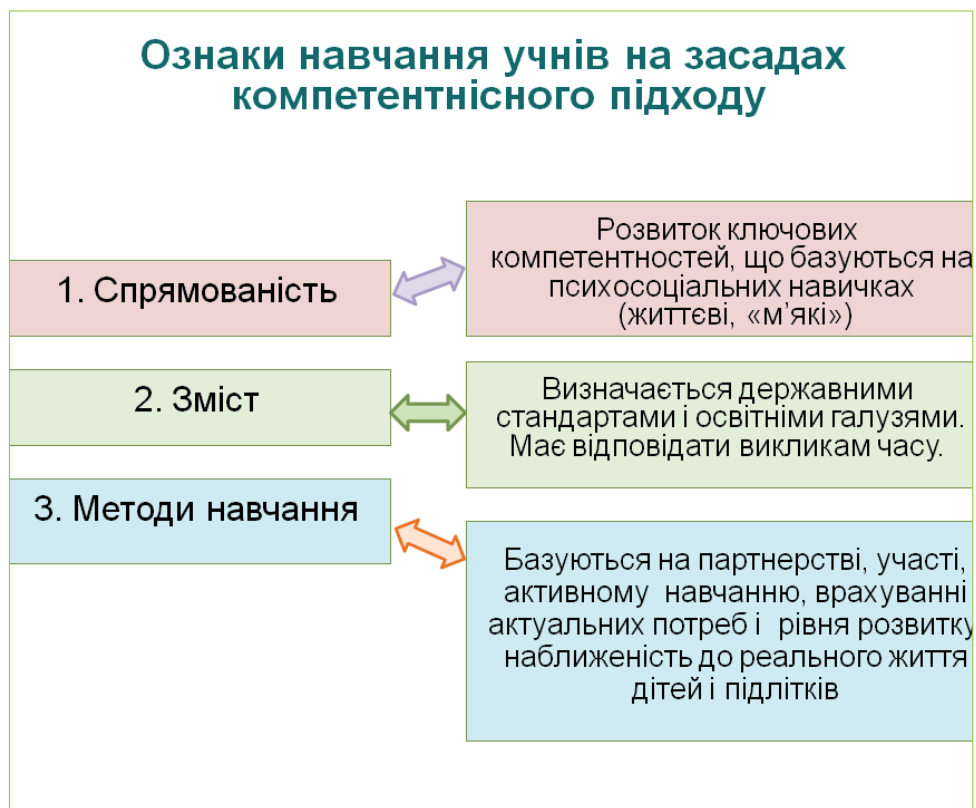 Ознаки навчання учнів на засадах
компетентнісного підходу
1. Спрямованість
Розвиток ключових
компетентностей, що базуються на
психосоціальних навичках
(життєві, «м’які»)
2. Зміст
Визначається державними
стандартами і освітніми галузями.
Має відповідати викликам часу.
3. Методи навчання
Базуються на партнерстві, участі,
активному навчанню, врахуванні
актуальних потреб і рівня розвитку
наближеність до реального життя
дітей і підлітків